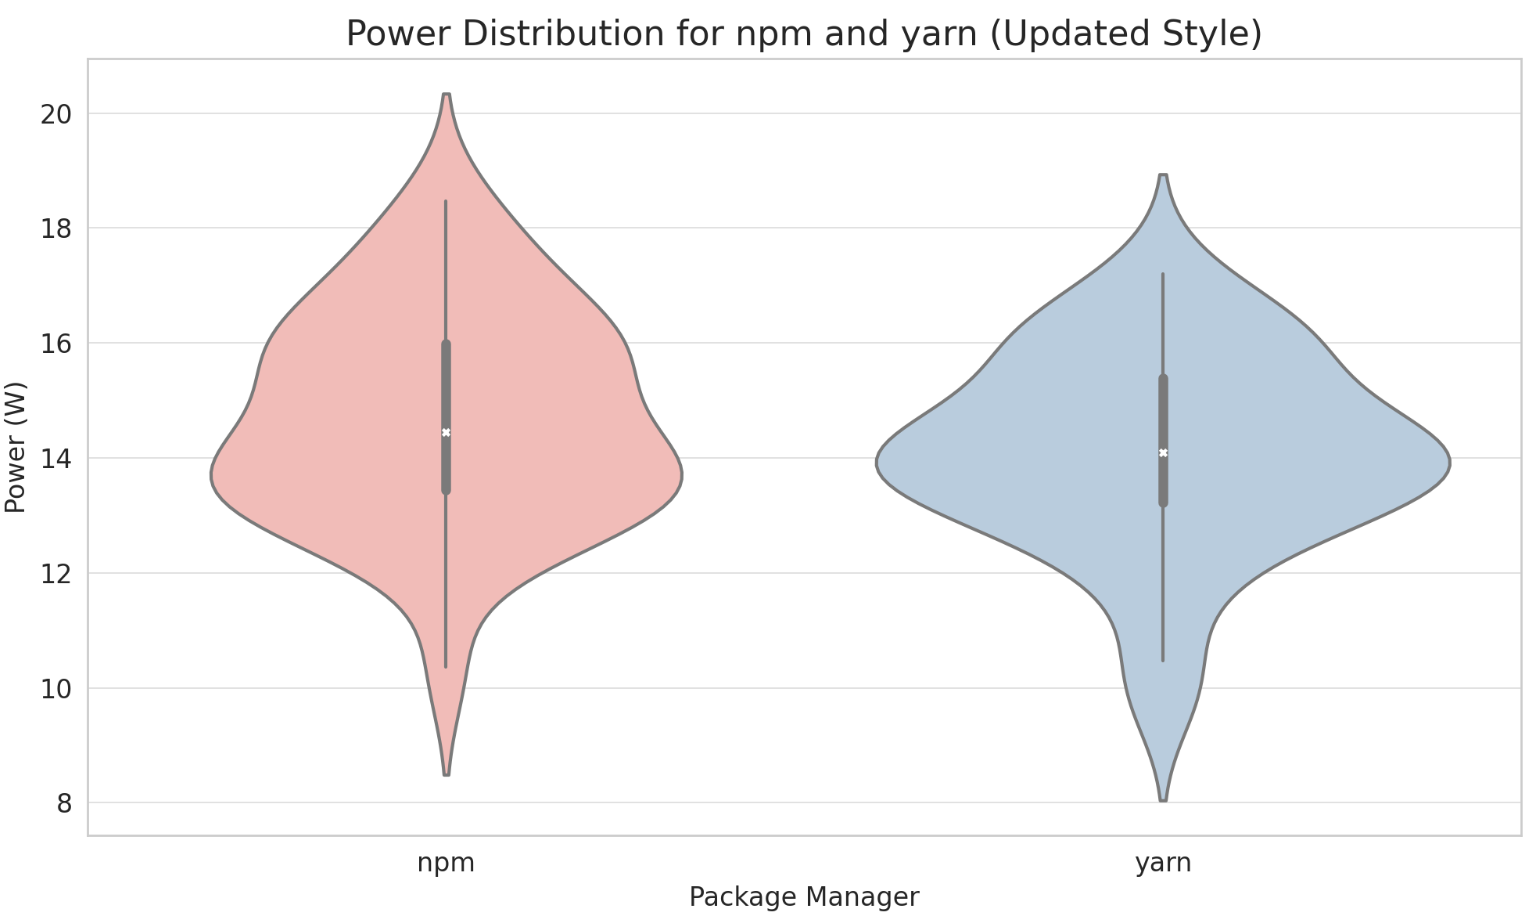 Power Distribution for npm and yarn (Updated Style)
Power (W)
20
18
16
14
12
10
8
npm yarn
Package Manager